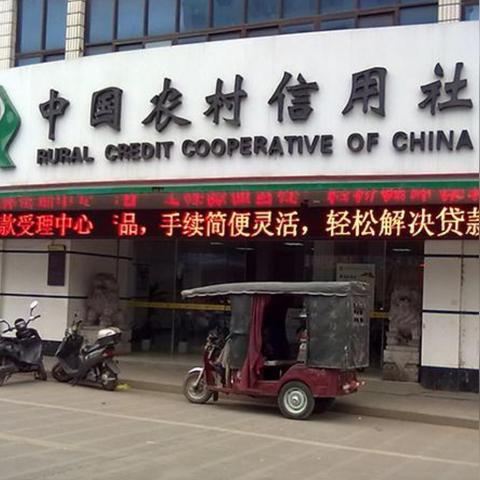 中国农村信用社
RURAL CREDIT COOPERATIVE OF CHINA
款受理中心 产品，手续简便灵活，轻松解决贷款